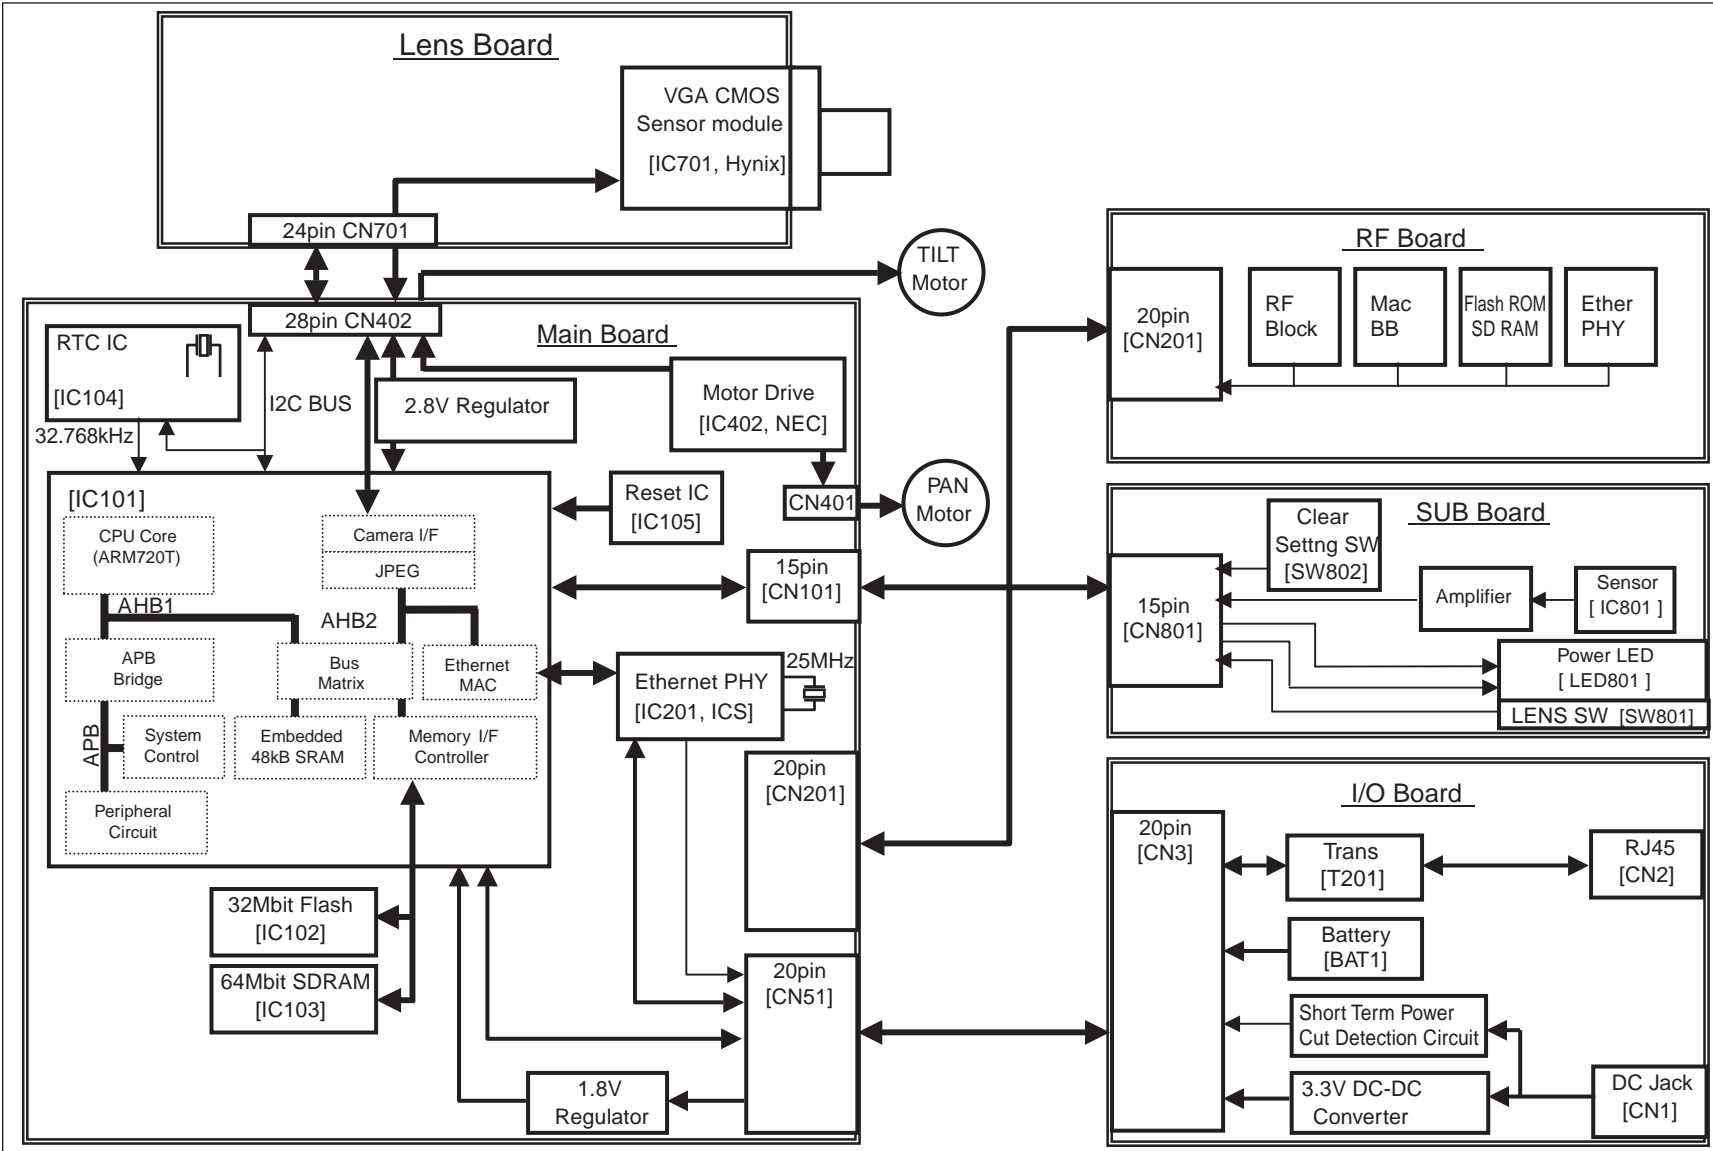 Lens Board
VGA CMOS
Sensor module
[IC701, Hynix]
24pin CN701
TILT
Motor
28pin CN402
Main Board
RTC IC
[IC104]
I2C BUS
32.768kHz
2.8V Regulator
Motor Drive
[IC402, NEC]
[IC101]
CPU Core
(ARM720T)
Camera I/F
JPEG
Reset IC
[IC105]
CN401
PAN
Motor
15pin
[CN101]
AHB1
AHB2
APB
Bridge
Bus
Matrix
Ethernet
MAC
Ethernet PHY
[IC201, ICS]
25MHz
APB
System
Control
Embedded
48kB SRAM
Memory I/F
Controller
Peripheral
Circuit
20pin
[CN201]
32Mbit Flash
[IC102]
64Mbit SDRAM
[IC103]
20pin
[CN51]
1.8V
Regulator
RF Board
20pin
[CN201]
RF
Block
Mac
BB
Flash ROM
SD RAM
Ether
PHY
SUB Board
Clear
Settng SW
[SW802]
15pin
[CN801]
Amplifier
Sensor
[ IC801 ]
Power LED
[ LED801 ]
LENS SW [SW801]
I/O Board
20pin
[CN3]
Trans
[T201]
RJ45
[CN2]
Battery
[BAT1]
Short Term Power
Cut Detection Circuit
3.3V DC-DC
Converter
DC Jack
[CN1]